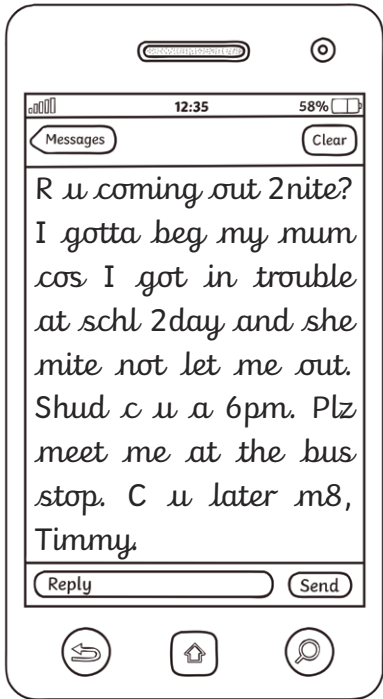 12:35 58%
Messages Clear
R u coming out 2nite?
I gotta beg my mum
cos I got in trouble
at schl 2day and she
mite not let me out.
Shud c u a 6pm. Plz
meet me at the bus
stop. C u later m8,
Timmy.
Reply Send